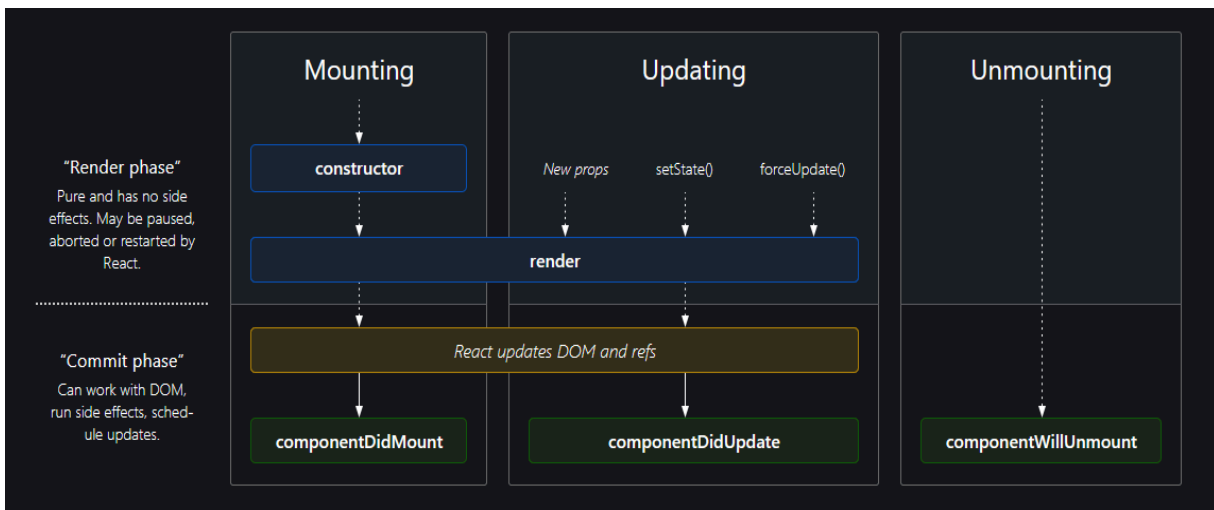 Mounting
Updating
Unmounting
“Render phase”
Pure and has no side
effects. May be paused,
aborted or restarted by
React.
constructor
New props
setState()
forceUpdate()
render
“Commit phase”
Can work with DOM,
run side effects, sched-
ule updates.
React updates DOM and refs
componentDidMount
componentDidUpdate
componentWillUnmount